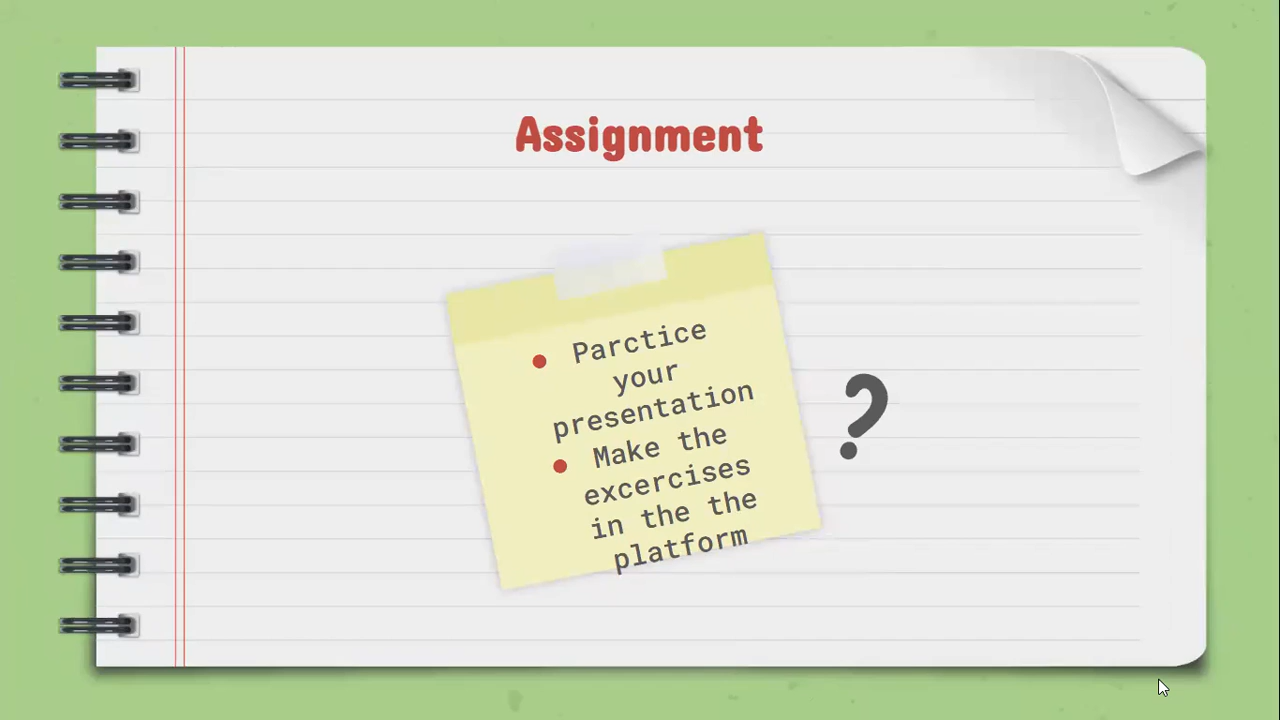 Assignment
● Parctice
your
presentation
● Make the
excercises
in the the
platform
?